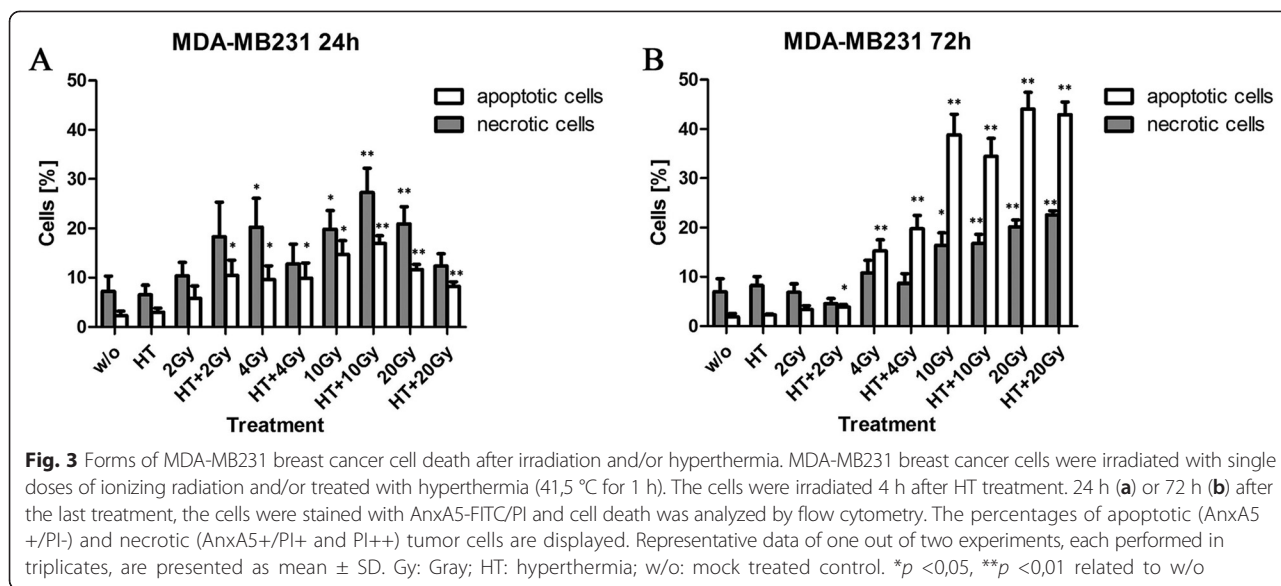 MDA-MB231 24h
A
50
40
30
20
10
0
Cells [%]
apoptotic cells
necrotic cells
* * * * * * ** ** ** ** **
w/o HT 2Gy HT+2Gy 4Gy HT+4Gy 10Gy HT+10Gy 20Gy HT+20Gy
Treatment
MDA-MB231 72h
B
50
40
30
20
10
0
Cells [%]
apoptotic cells
necrotic cells
* ** ** * ** ** ** ** ** ** **
w/o HT 2Gy HT+2Gy 4Gy HT+4Gy 10Gy HT+10Gy 20Gy HT+20Gy
Treatment
Fig. 3 Forms of MDA-MB231 breast cancer cell death after irradiation and/or hyperthermia. MDA-MB231 breast cancer cells were irradiated with single
doses of ionizing radiation and/or treated with hyperthermia (41,5 °C for 1 h). The cells were irradiated 4 h after HT treatment. 24 h (a) or 72 h (b) after
the last treatment, the cells were stained with AnxA5-FITC/PI and cell death was analyzed by flow cytometry. The percentages of apoptotic (AnxA5
+/PI-) and necrotic (AnxA5+/PI+ and PI++) tumor cells are displayed. Representative data of one out of two experiments, each performed in
triplicates, are presented as mean ± SD. Gy: Gray; HT: hyperthermia; w/o: mock treated control. *p <0,05, **p <0,01 related to w/o